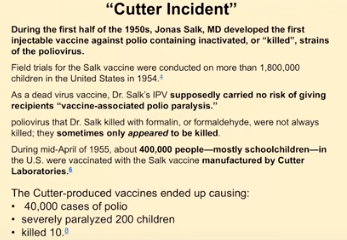 “Cutter Incident”
During the first half of the 1950s, Jonas Salk, MD developed the first
injectable vaccine against polio containing inactivated, or “killed”, strains
of the poliovirus.
Field trials for the Salk vaccine were conducted on more than 1,800,000
children in the United States in 1954.4
As a dead virus vaccine, Dr. Salk’s IPV supposedly carried no risk of giving
recipients “vaccine-associated polio paralysis.”
poliovirus that Dr. Salk killed with formalin, or formaldehyde, were not always
killed; they sometimes only appeared to be killed.
During mid-April of 1955, about 400,000 people—mostly schoolchildren—in
the U.S. were vaccinated with the Salk vaccine manufactured by Cutter
Laboratories.6
The Cutter-produced vaccines ended up causing:
• 40,000 cases of polio
• severely paralyzed 200 children
• killed 10.8